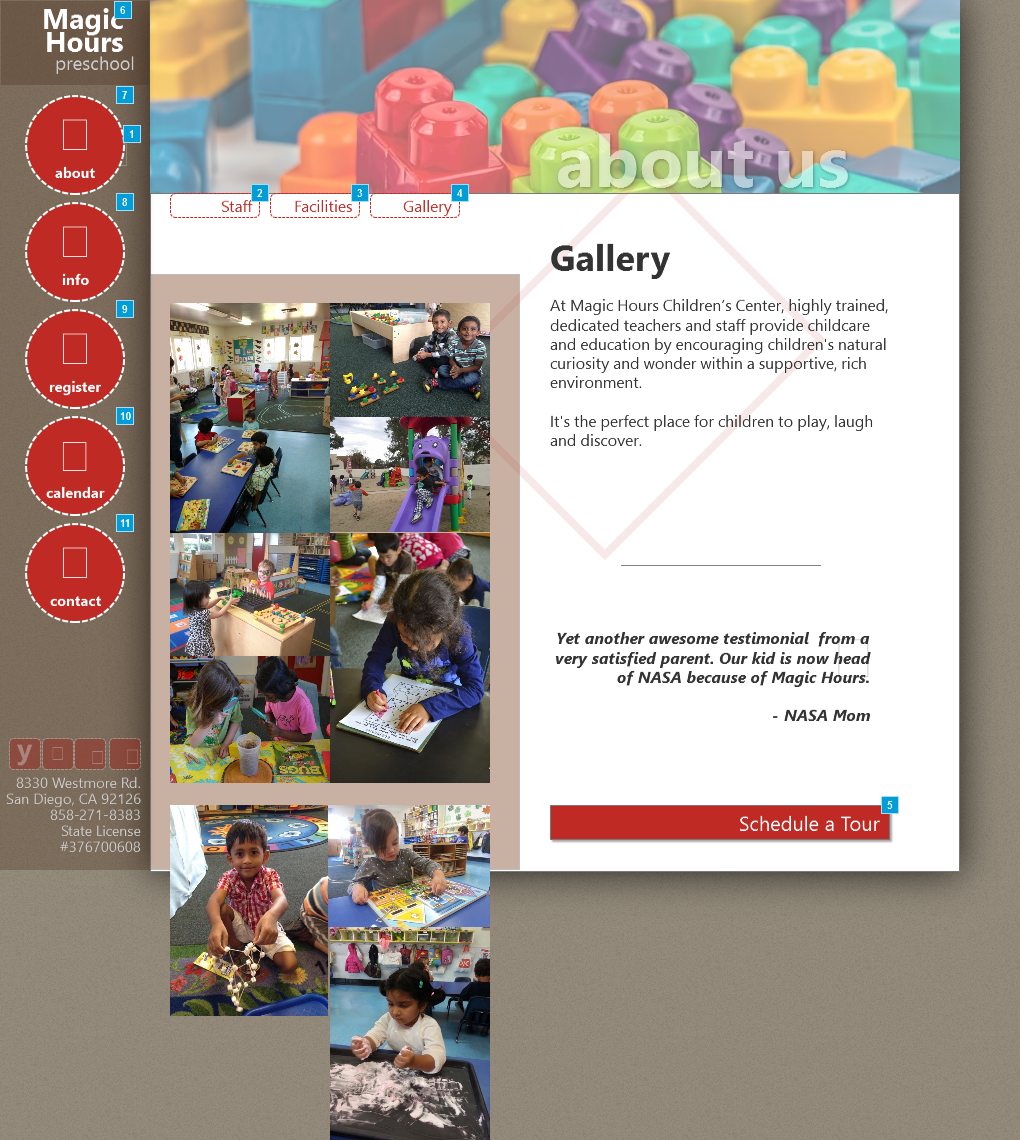 Magic
Hours
preschool
6
7
1
about
8
info
9
register
10
calendar
11
contact
y
8330 Westmore Rd.
San Diego, CA 92126
858-271-8383
State License
#376700608
about us
Staff 2
Facilities 3
Gallery 4
Gallery
At Magic Hours Children’s Center, highly trained,
dedicated teachers and staff provide childcare
and education by encouraging children's natural
curiosity and wonder within a supportive, rich
environment.
It's the perfect place for children to play, laugh
and discover.
Yet another awesome testimonial from a
very satisfied parent. Our kid is now head
of NASA because of Magic Hours.
- NASA Mom
5
Schedule a Tour
BUGS